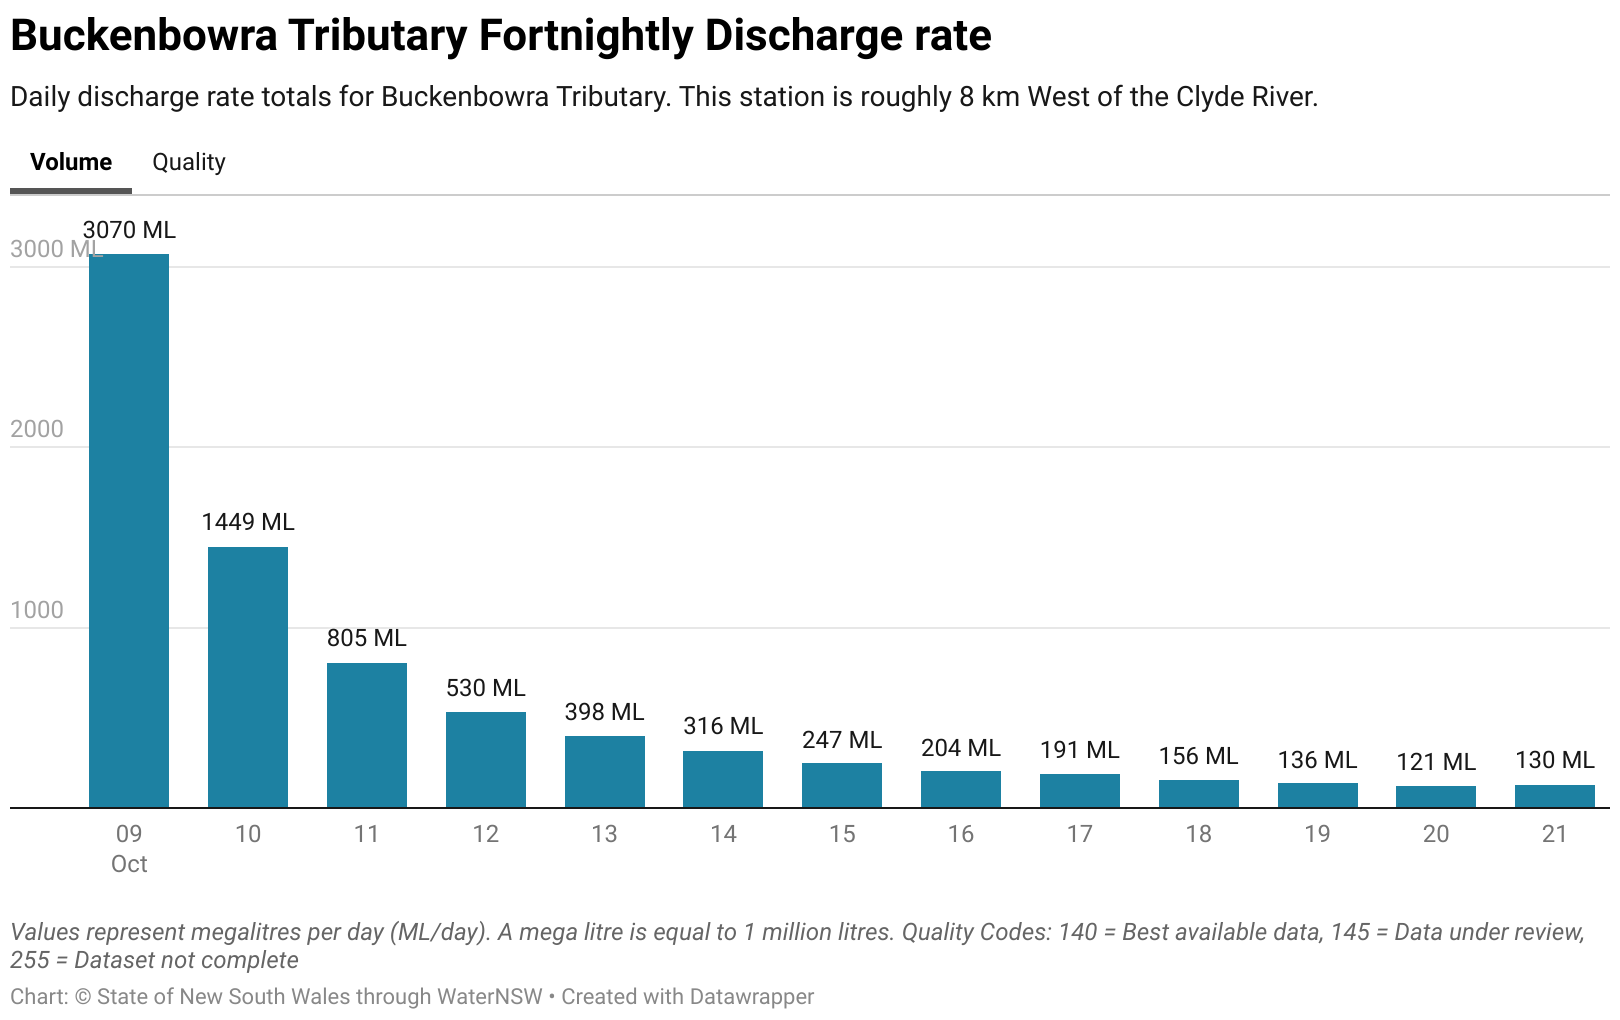 Buckenbowra Tributary Fortnightly Discharge rate
Daily discharge rate totals for Buckenbowra Tributary. This station is roughly 8 km West of the Clyde River.
Volume Quality
3070 ML
3000 ML
2000
1449 ML
1000
805 ML
530 ML
398 ML
316 ML
247 ML
204 ML
191 ML
156 ML
136 ML
121 ML
130 ML
09 10 11 12 13 14 15 16 17 18 19 20 21
Oct
Values represent megalitres per day (ML/day). A mega litre is equal to 1 million litres. Quality Codes: 140 = Best available data, 145 = Data under review,
255 = Dataset not complete
Chart: © State of New South Wales through WaterNSW • Created with Datawrapper